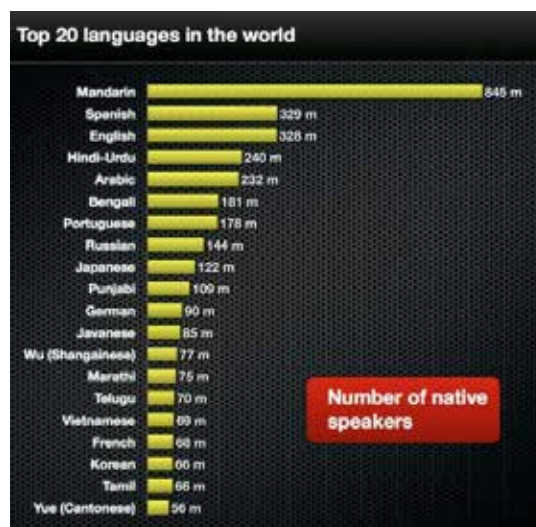 Top 20 languages in the world
Mandarin 845 m
Spanish 329 m
English 328 m
Hindi-Urdu 240 m
Arabic 232 m
Bengali 181 m
Portuguese 178 m
Russian 144 m
Japanese 122 m
Punjabi 109 m
German 90 m
Javanese 85 m
Wu (Shangainese) 77 m
Marathi 75 m
Telugu 70 m
Vietnamese 69 m
French 68 m
Korean 66 m
Tamil 66 m
Yue (Cantonese) 56 m
Number of native
speakers